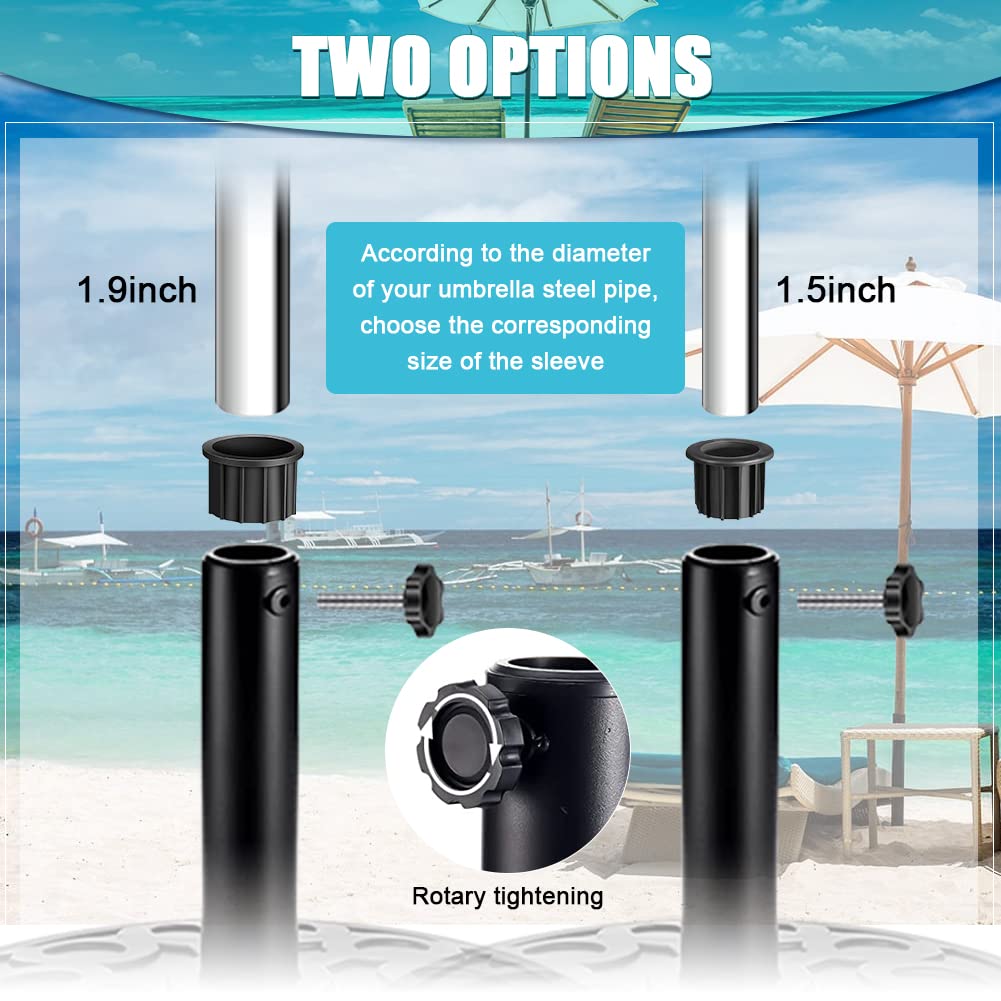 TWO OPTIONS
1.9inch
According to the diameter
of your umbrella steel pipe,
choose the corresponding
size of the sleeve
1.5inch
Rotary tightening